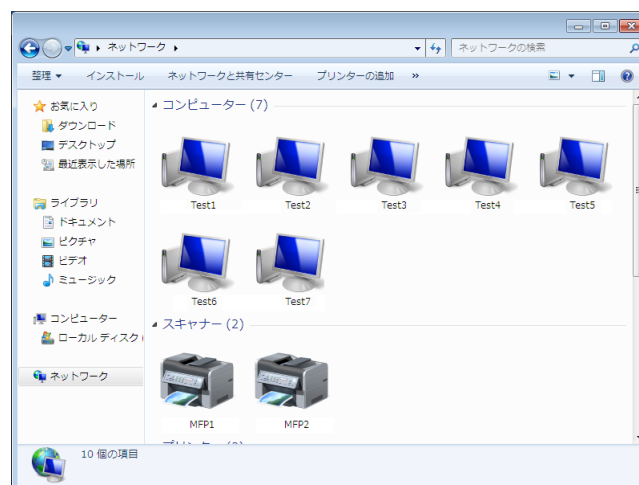 ネットワーク
ネットワークの検索
整理 インストール ネットワークと共有センター プリンターの追加 »
お気に入り
ダウンロード
デスクトップ
最近表示した場所
ライブラリ
ドキュメント
ピクチャ
ビデオ
ミュージック
コンピューター
ローカル ディスク (
ネットワーク
コンピューター (7)
Test1 Test2 Test3 Test4 Test5
Test6 Test7
スキャナー (2)
MFP1 MFP2
10 個の項目